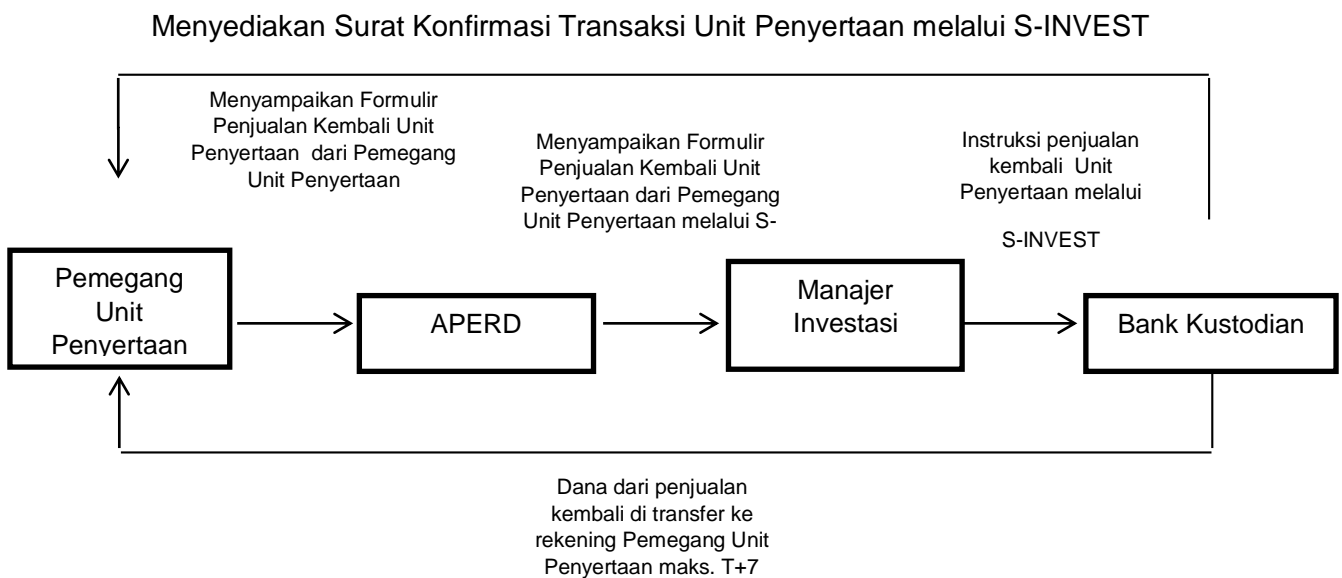 Menyediakan Surat Konfirmasi Transaksi Unit Penyertaan melalui S-INVEST
Menyampaikan Formulir
Penjualan Kembali Unit
Penyertaan dari Pemegang
Unit Penyertaan
Menyampaikan Formulir
Penjualan Kembali Unit
Penyertaan dari Pemegang
Unit Penyertaan melalui S-
Instruksi penjualan
kembali Unit
Penyertaan melalui
S-INVEST
Pemegang
Unit
Penyertaan
APERD
Manajer
Investasi
Bank Kustodian
Dana dari penjualan
kembali di transfer ke
rekening Pemegang Unit
Penyertaan maks. T+7